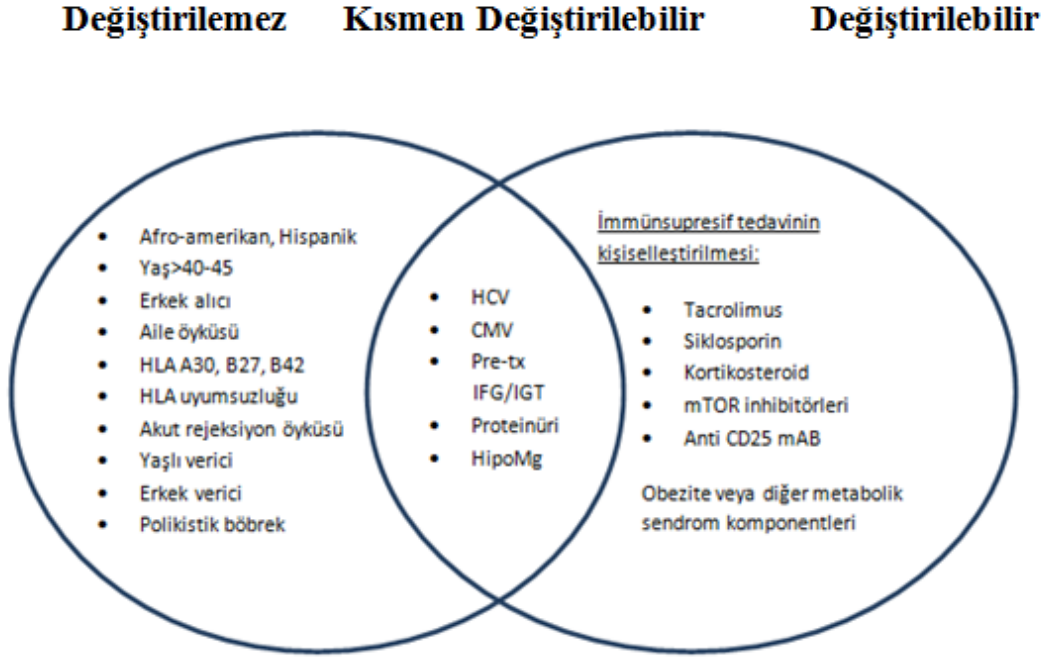 Değiştirilemez Kısmen Değiştirilebilir Değiştirilebilir
• Afro-amerikan, Hispanik
• Yaş>40-45
• Erkek alıcı
• Aile öyküsü
• HLA A30, B27, B42
• HLA uyumsuzluğu
• Akut rejeksiyon öyküsü
• Yaşlı verici
• Erkek verici
• Polikistik böbrek
• HCV
• CMV
• Pre-tx
IFG/IGT
• Proteinüri
• HipoMg
İmmünsupresif tedavinin
kişiselleştirilmesi:
• Tacrolimus
• Siklosporin
• Kortikosteroid
• mTOR inhibitörleri
• Anti CD25 mAB
Obezite veya diğer metabolik
sendrom komponentleri